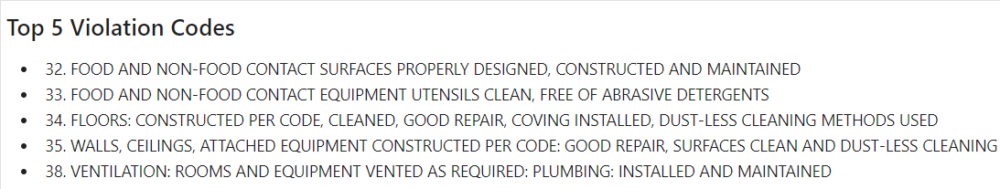 Top 5 Violation Codes
• 32. FOOD AND NON-FOOD CONTACT SURFACES PROPERLY DESIGNED, CONSTRUCTED AND MAINTAINED
• 33. FOOD AND NON-FOOD CONTACT EQUIPMENT UTENSILS CLEAN, FREE OF ABRASIVE DETERGENTS
• 34. FLOORS: CONSTRUCTED PER CODE, CLEANED, GOOD REPAIR, COVING INSTALLED, DUST-LESS CLEANING METHODS USED
• 35. WALLS, CEILINGS, ATTACHED EQUIPMENT CONSTRUCTED PER CODE: GOOD REPAIR, SURFACES CLEAN AND DUST-LESS CLEANING
• 38. VENTILATION: ROOMS AND EQUIPMENT VENTED AS REQUIRED: PLUMBING: INSTALLED AND MAINTAINED